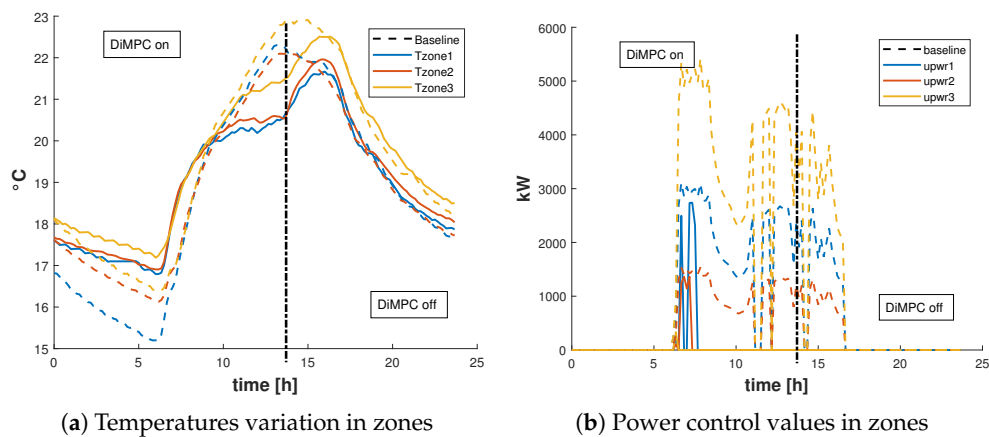 23
22
21
20
19
18
17
16
15
°C
0
5
10
15
20
25
time [h]
DiMPC on
DiMPC off
Baseline
Tzone1
Tzone2
Tzone3
(a) Temperatures variation in zones
6000
5000
4000
3000
2000
1000
0
kW
0
5
10
15
20
25
time [h]
DiMPC on
DiMPC off
baseline
upwr1
upwr2
upwr3
(b) Power control values in zones